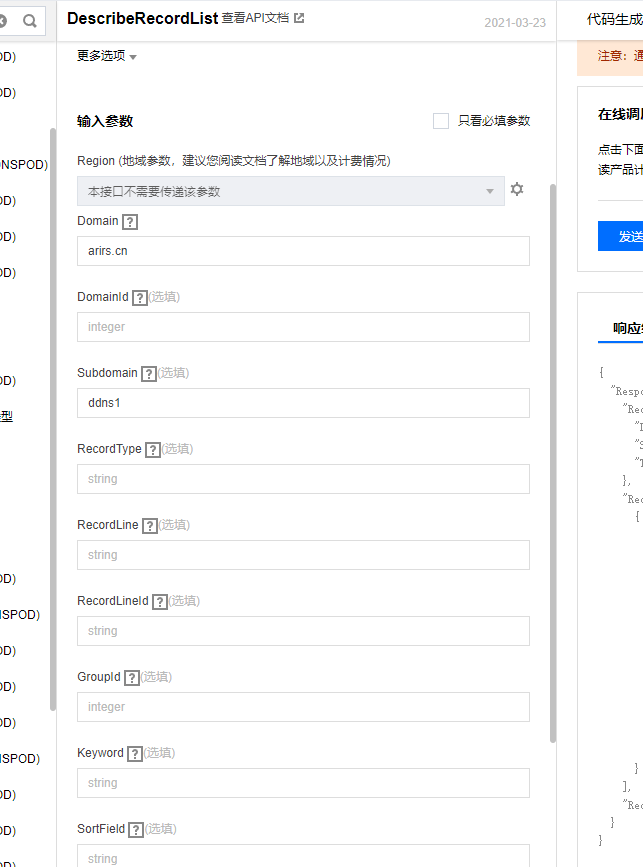 DescribeRecordList 查看API文档
2021-03-23
代码生成
OD)
更多选项
注意：通
OD)
在线调
输入参数
只看必填参数
点击下面
NSPOD)
Region (地域参数，建议您阅读文档了解地域以及计费情况)
读产品计
本接口不需要传递该参数
OD)
Domain ?
OD)
发送
arirs.cn
OD)
DomainId ?(选填)
integer
响应结
Subdomain ?(选填)
{
OD)
"Respo
ddns1
"Rec
型
"S
"T
RecordType ?(选填)
},
string
"Rec
{
RecordLine ?(选填)
string
OD)
RecordLineId ?(选填)
NSPOD)
string
OD)
GroupId ?(选填)
OD)
integer
OD)
Keyword ?(选填)
NSPOD)
}
string
],
OD)
"Rec
SortField ?(选填)
}
OD)
}
string
OD)